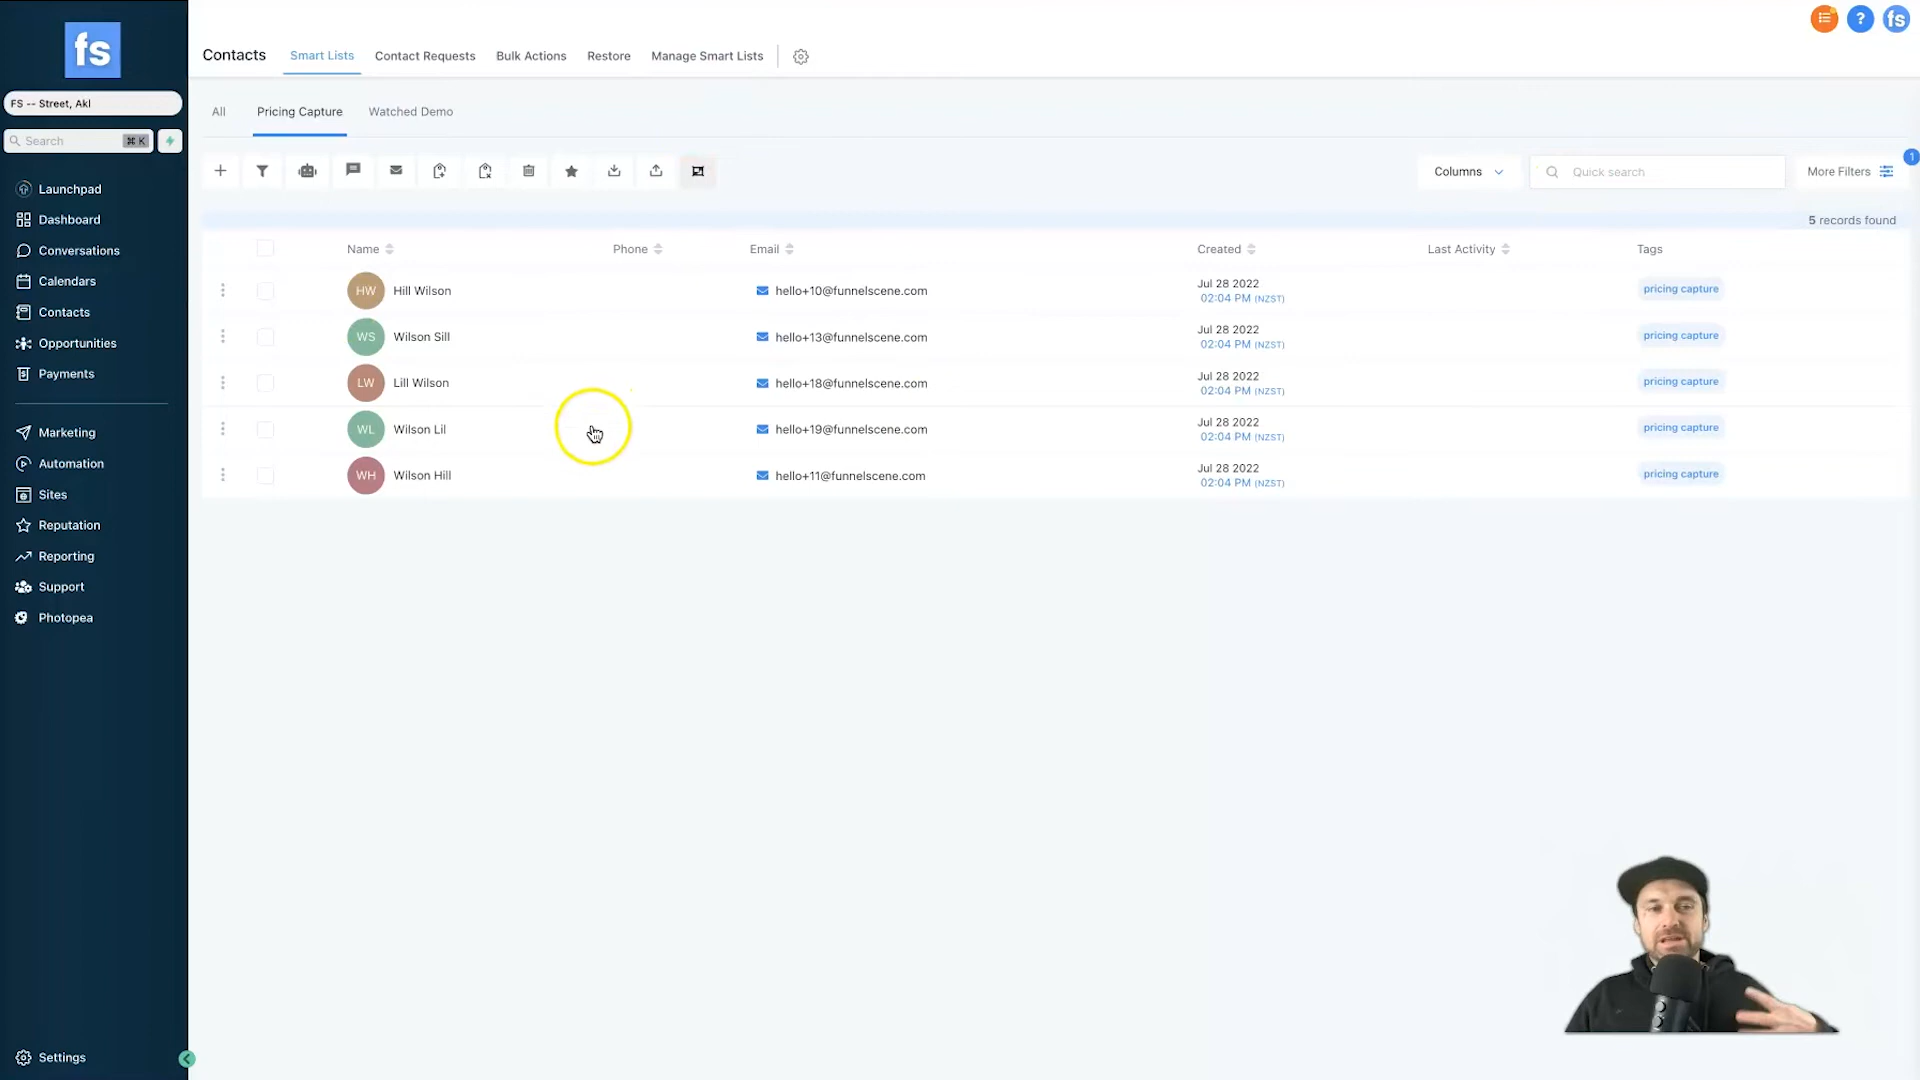 fs
FS -- Street, Akl
Search ⌘ K
Launchpad
Dashboard
Conversations
Calendars
Contacts
Opportunities
Payments
Marketing
Automation
Sites
Reputation
Reporting
Support
Photopea
Settings
? fs
Contacts Smart Lists Contact Requests Bulk Actions Restore Manage Smart Lists
All Pricing Capture Watched Demo
Columns Quick search More Filters 1
5 records found
Name Phone Email Created Last Activity Tags
HW Hill Wilson hello+10@funnelscene.com Jul 28 2022 pricing capture
02:04 PM (NZST)
WS Wilson Sill hello+13@funnelscene.com Jul 28 2022 pricing capture
02:04 PM (NZST)
LW Lill Wilson hello+18@funnelscene.com Jul 28 2022 pricing capture
02:04 PM (NZST)
WL Wilson Lil hello+19@funnelscene.com Jul 28 2022 pricing capture
02:04 PM (NZST)
WH Wilson Hill hello+11@funnelscene.com Jul 28 2022 pricing capture
02:04 PM (NZST)